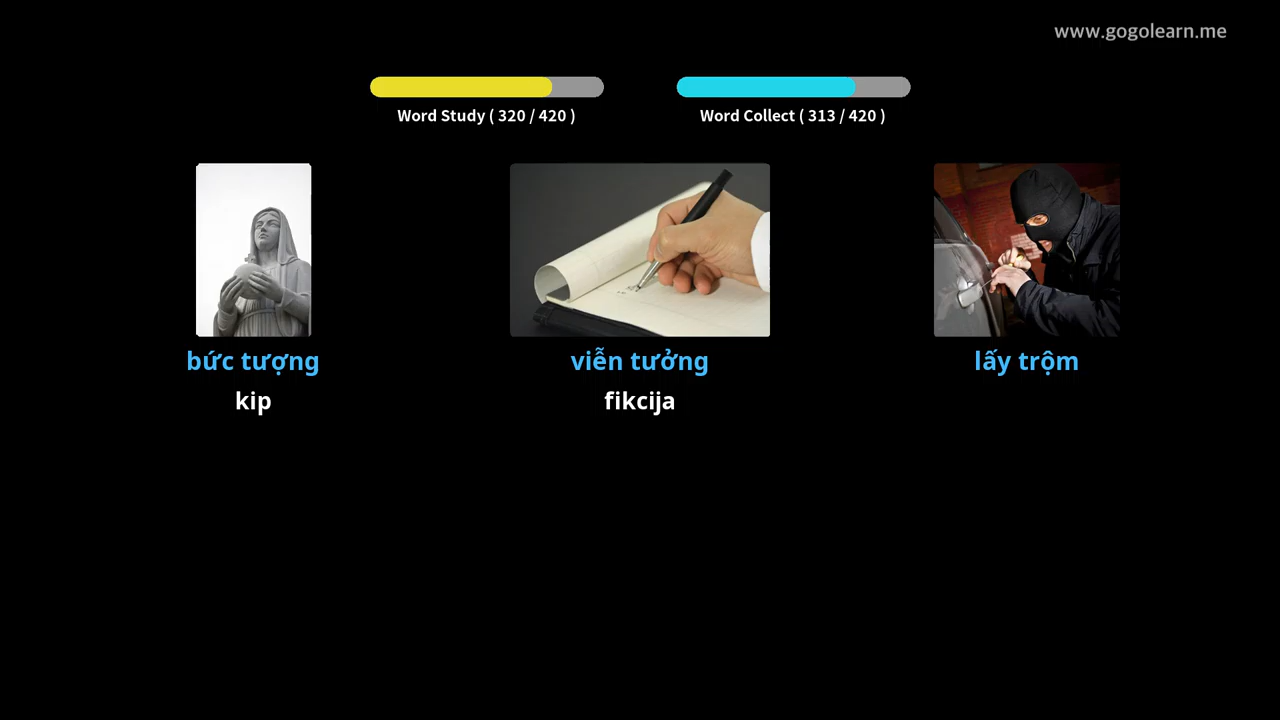 www.gogolearn.me
Word Study ( 320 / 420 )
Word Collect ( 313 / 420 )
bức tượng
viễn tưởng
lấy trộm
kip
fikcija